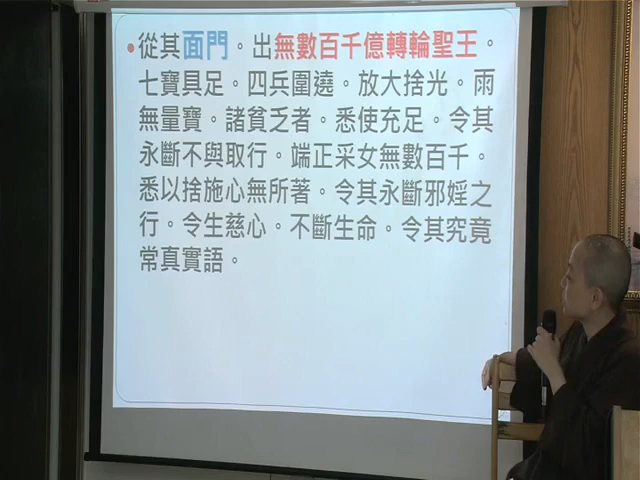 •從其面門。出無數百千億轉輪聖王。
七寶具足。四兵圍遶。放大捨光。雨
無量寶。諸貧乏者。悉使充足。令其
永斷不與取行。端正采女無數百千。
悉以捨施心無所著。令其永斷邪婬之
行。令生慈心。不斷生命。令其究竟
常真實語。